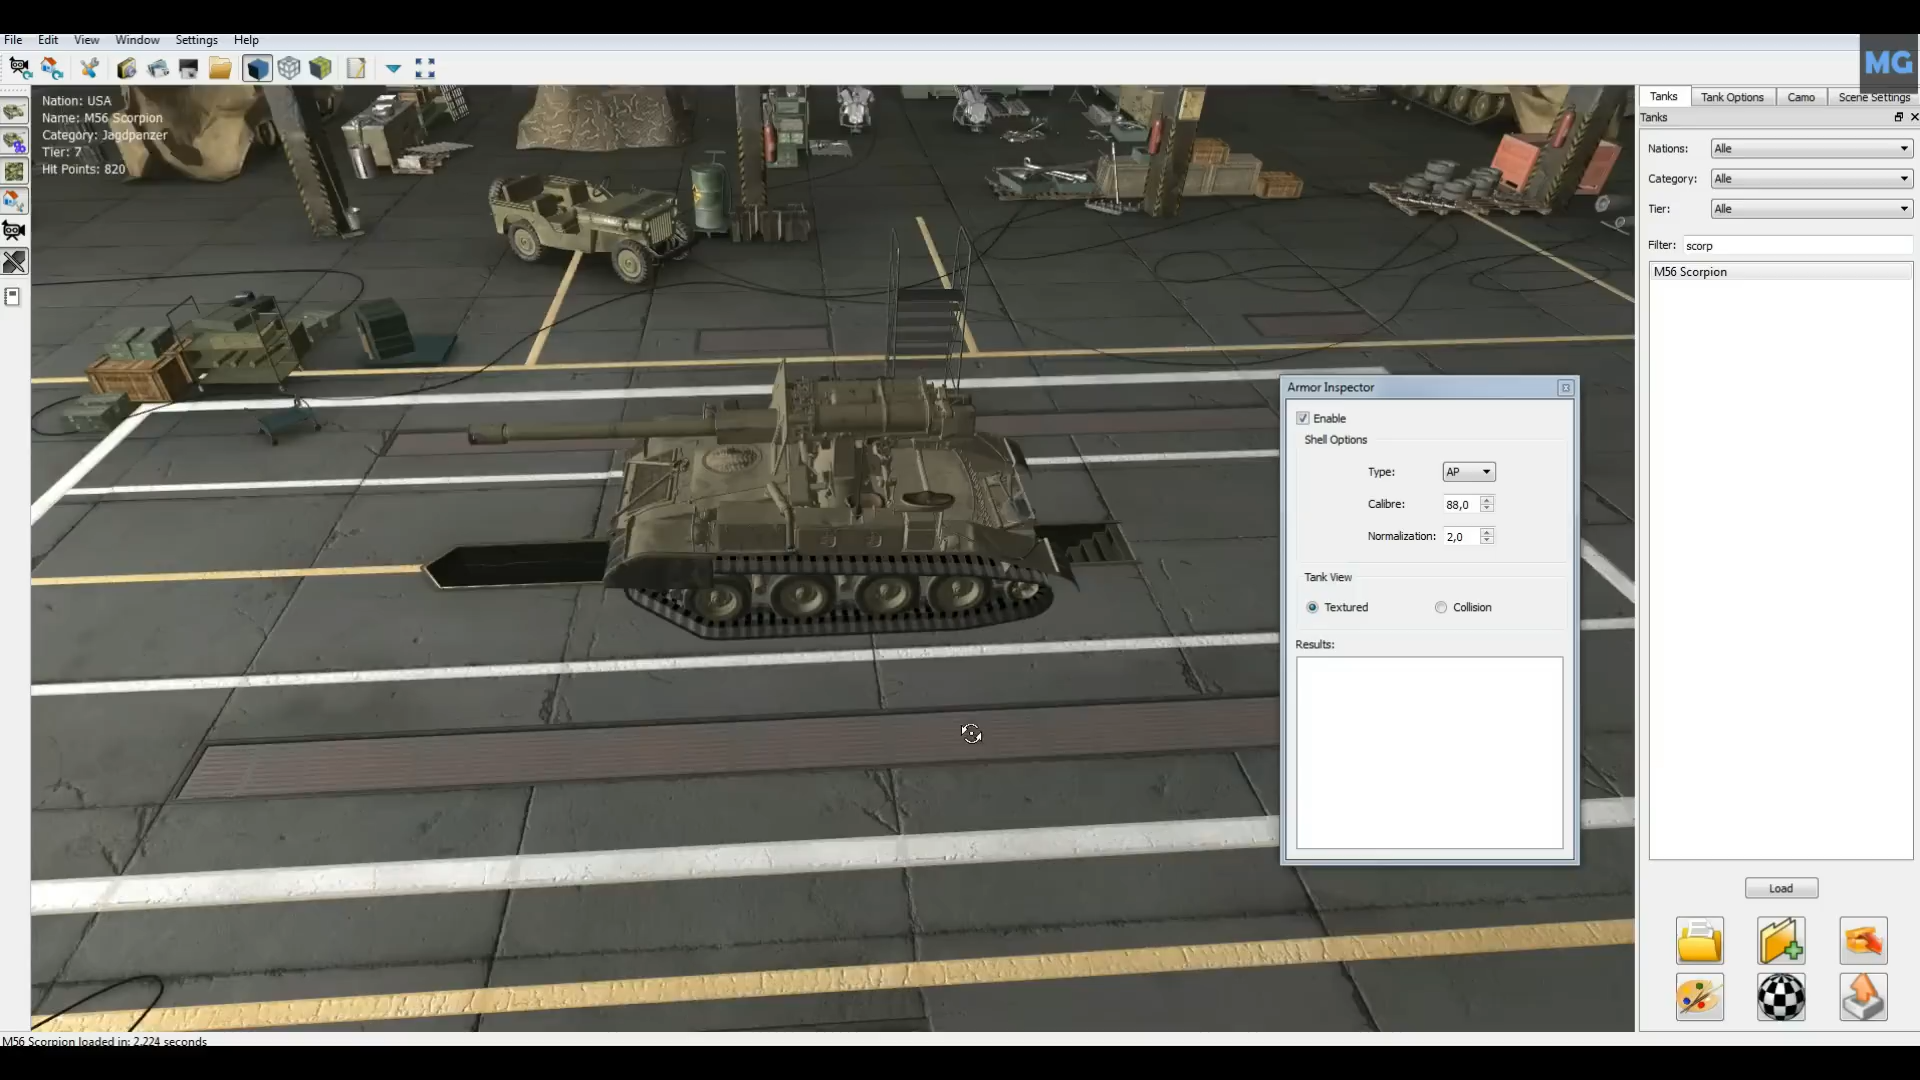 File Edit View Window Settings Help
MG
Nation: USA
Name: M56 Scorpion
Category: Jagdpanzer
Tier: 7
Hit Points: 820
Tanks Tank Options Camo Scene Settings
Tanks
Nations: Alle
Category: Alle
Tier: Alle
Filter: scorp
M56 Scorpion
Armor Inspector
Enable
Shell Options
Type: AP
Calibre: 88,0
Normalization: 2,0
Tank View
Textured Collision
Results:
Load
M56 Scorpion loaded in: 2.224 seconds